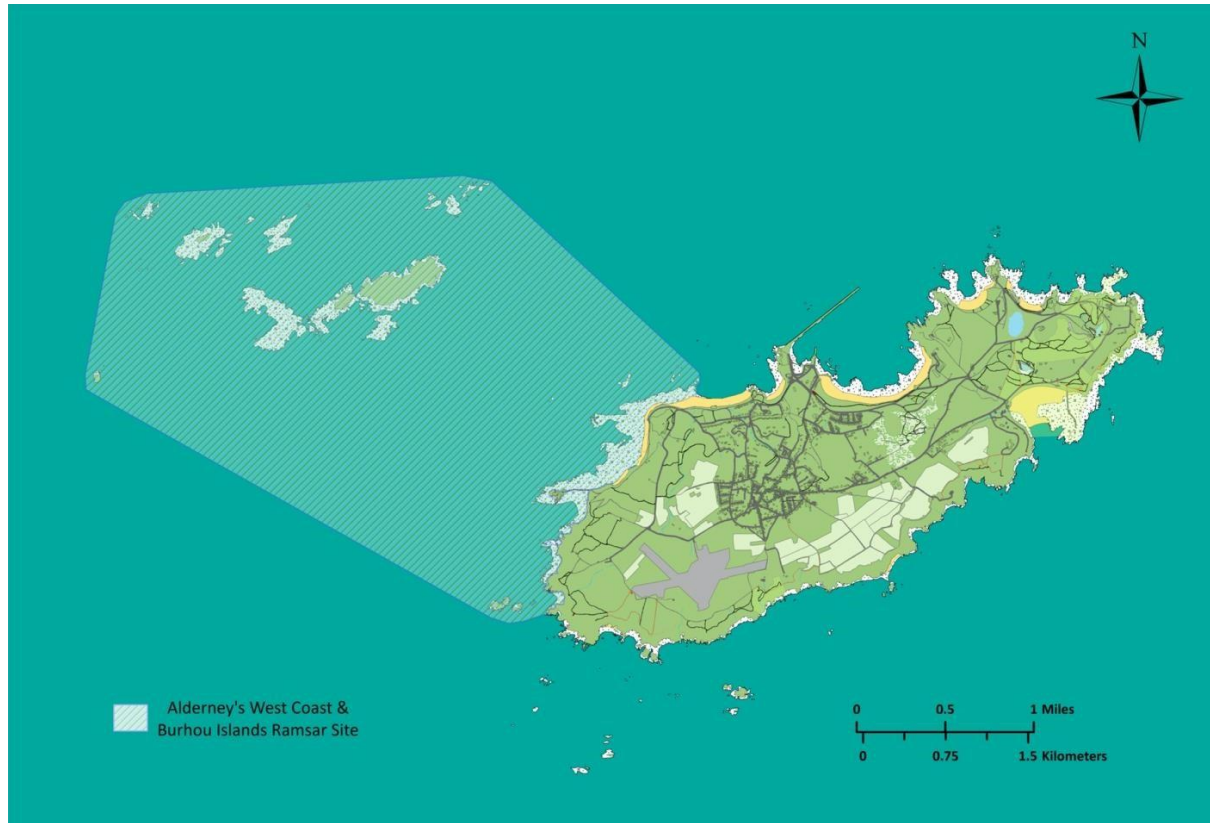 N
Alderney's West Coast &
Burhou Islands Ramsar Site
0 0.5 1 Miles
0 0.75 1.5 Kilometers